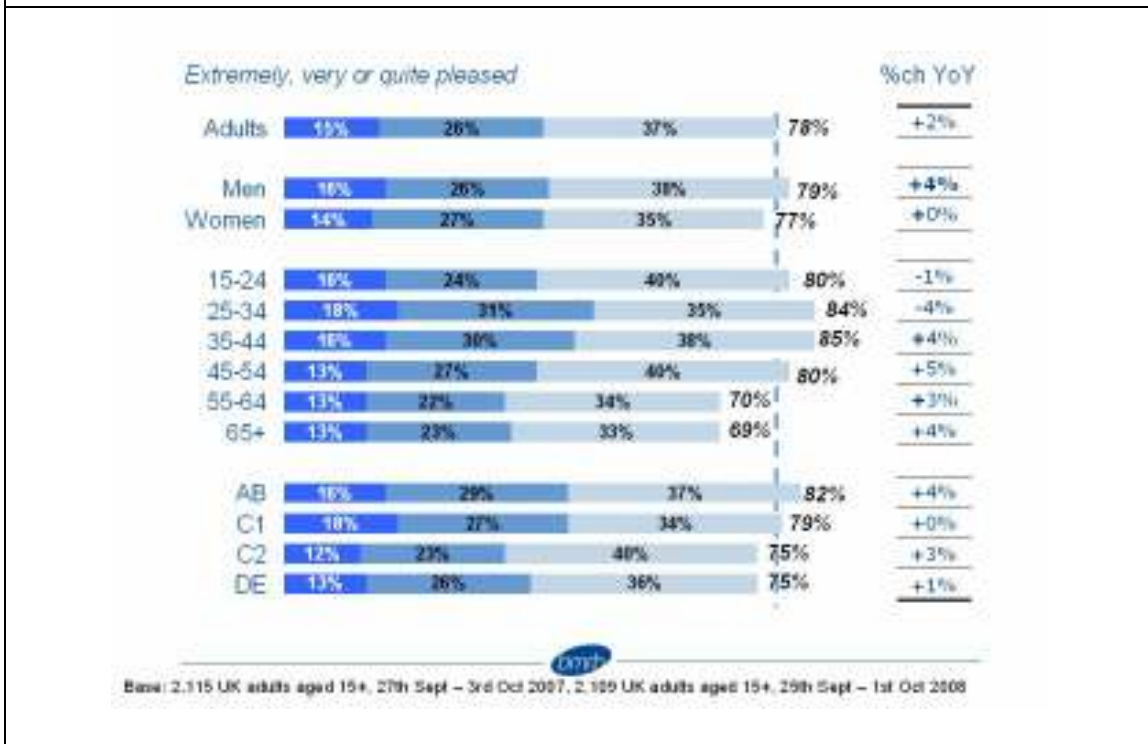 Extremely, very or quite pleased %ch YoY
Adults 15% 26% 37% 78% +2%
Men 16% 26% 38% 79% +4%
Women 14% 27% 35% 77% +0%
15-24 16% 24% 40% 80% -1%
25-34 18% 31% 35% 84% -4%
35-44 16% 30% 38% 85% +4%
45-54 13% 27% 40% 80% +5%
55-64 13% 22% 34% 70% +3%
65+ 13% 23% 33% 69% +4%
AB 16% 29% 37% 82% +4%
C1 18% 27% 34% 79% +0%
C2 12% 23% 40% 75% +3%
DE 13% 26% 36% 75% +1%
bmrb
Base: 2,115 UK adults aged 15+, 27th Sept – 3rd Oct 2007, 2,109 UK adults aged 15+, 25th Sept – 1st Oct 2008